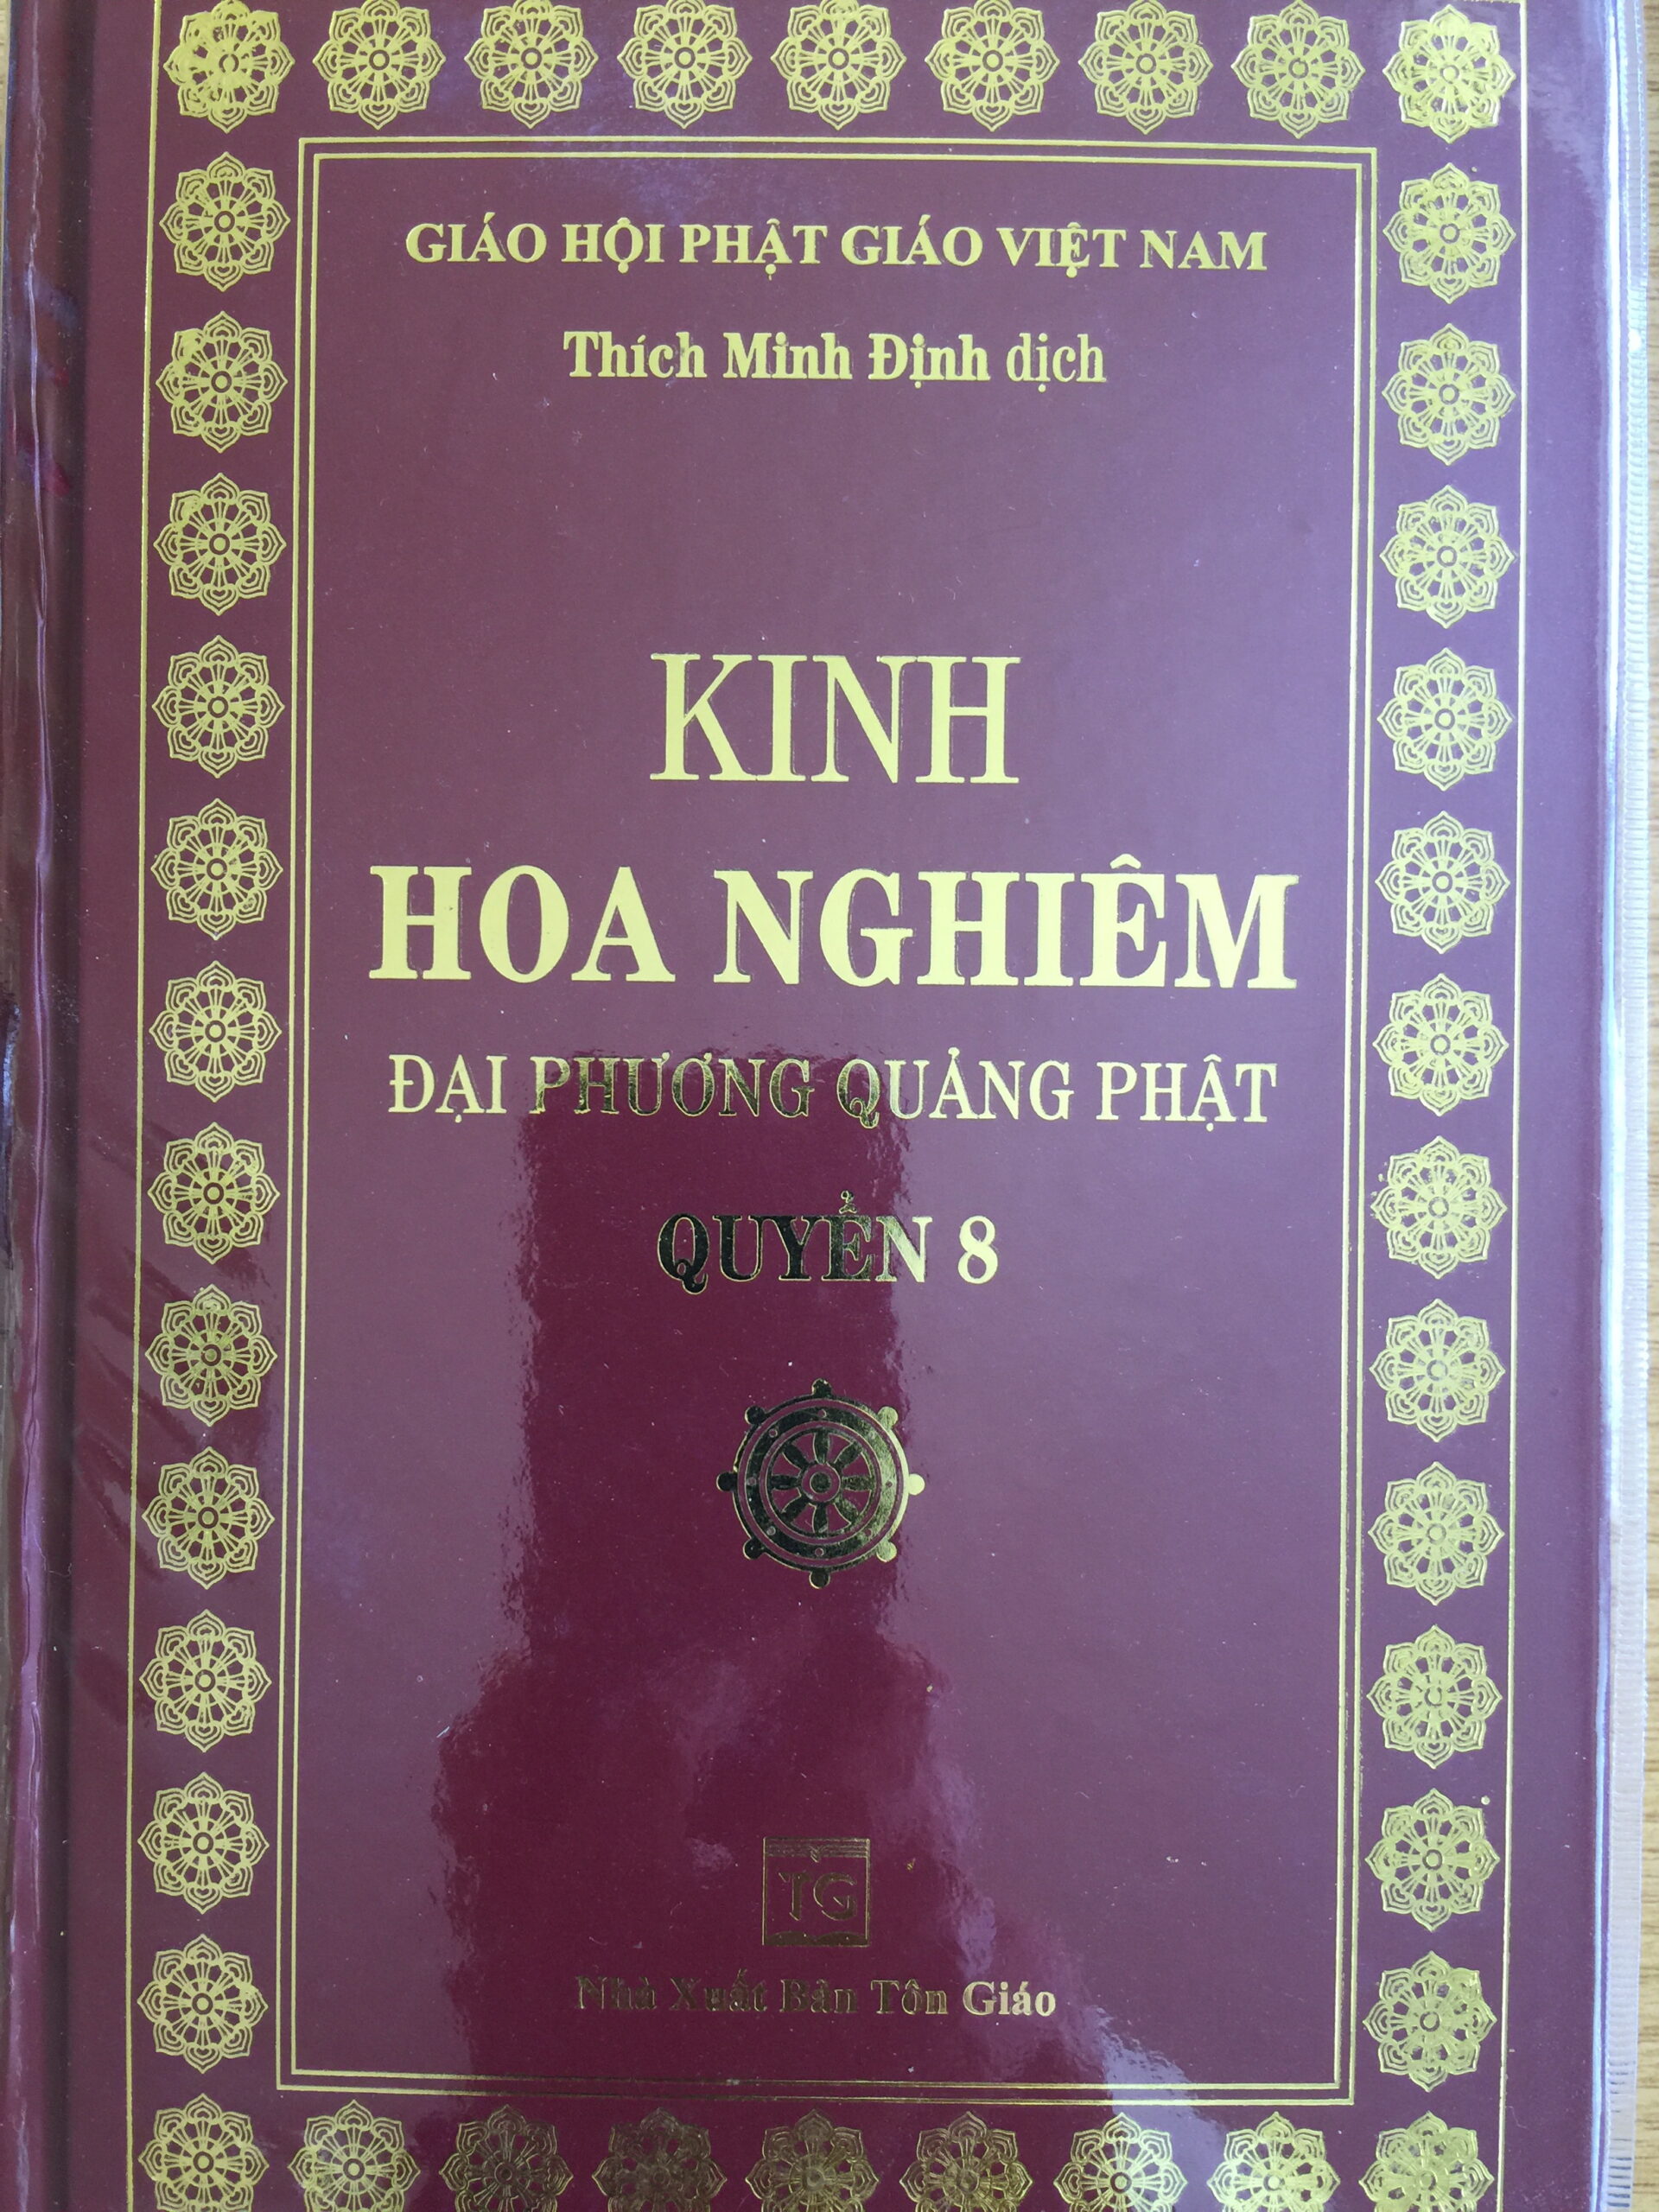 GIÁO HỘI PHẬT GIÁO VIỆT NAM
Thích Minh Định dịch
KINH
HOA NGHIÊM
ĐẠI PHƯƠNG QUẢNG PHẬT
QUYỂN 8
TG
Nhà Xuất Bản Tôn Giáo